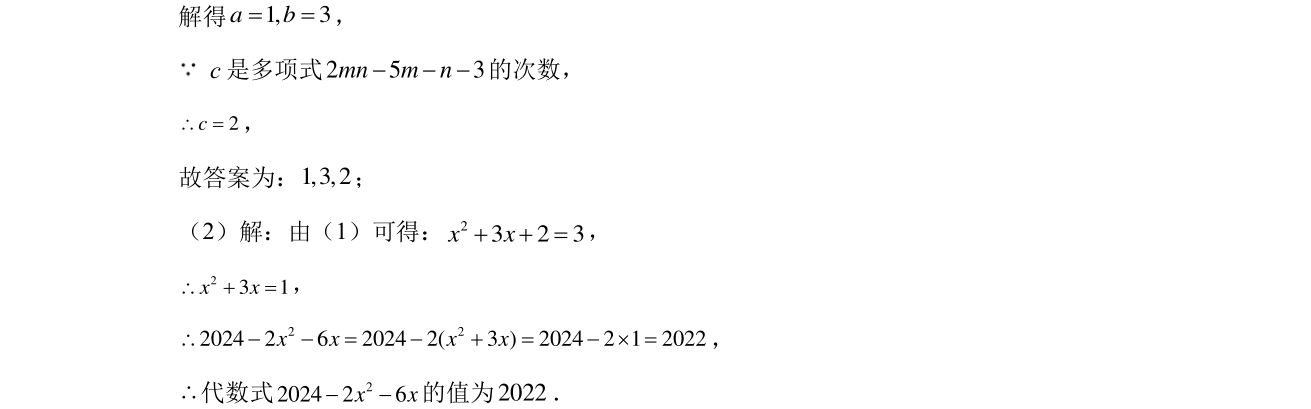 解得a=1,b=3，
∵ c是多项式2mn−5m−n−3的次数，
∴c=2，
故答案为：1,3,2；
（2）解：由（1）可得：x²+3x+2=3，
∴x²+3x=1，
∴2024−2x²−6x=2024−2(x²+3x)=2024−2×1=2022，
∴代数式2024−2x²−6x的值为2022．